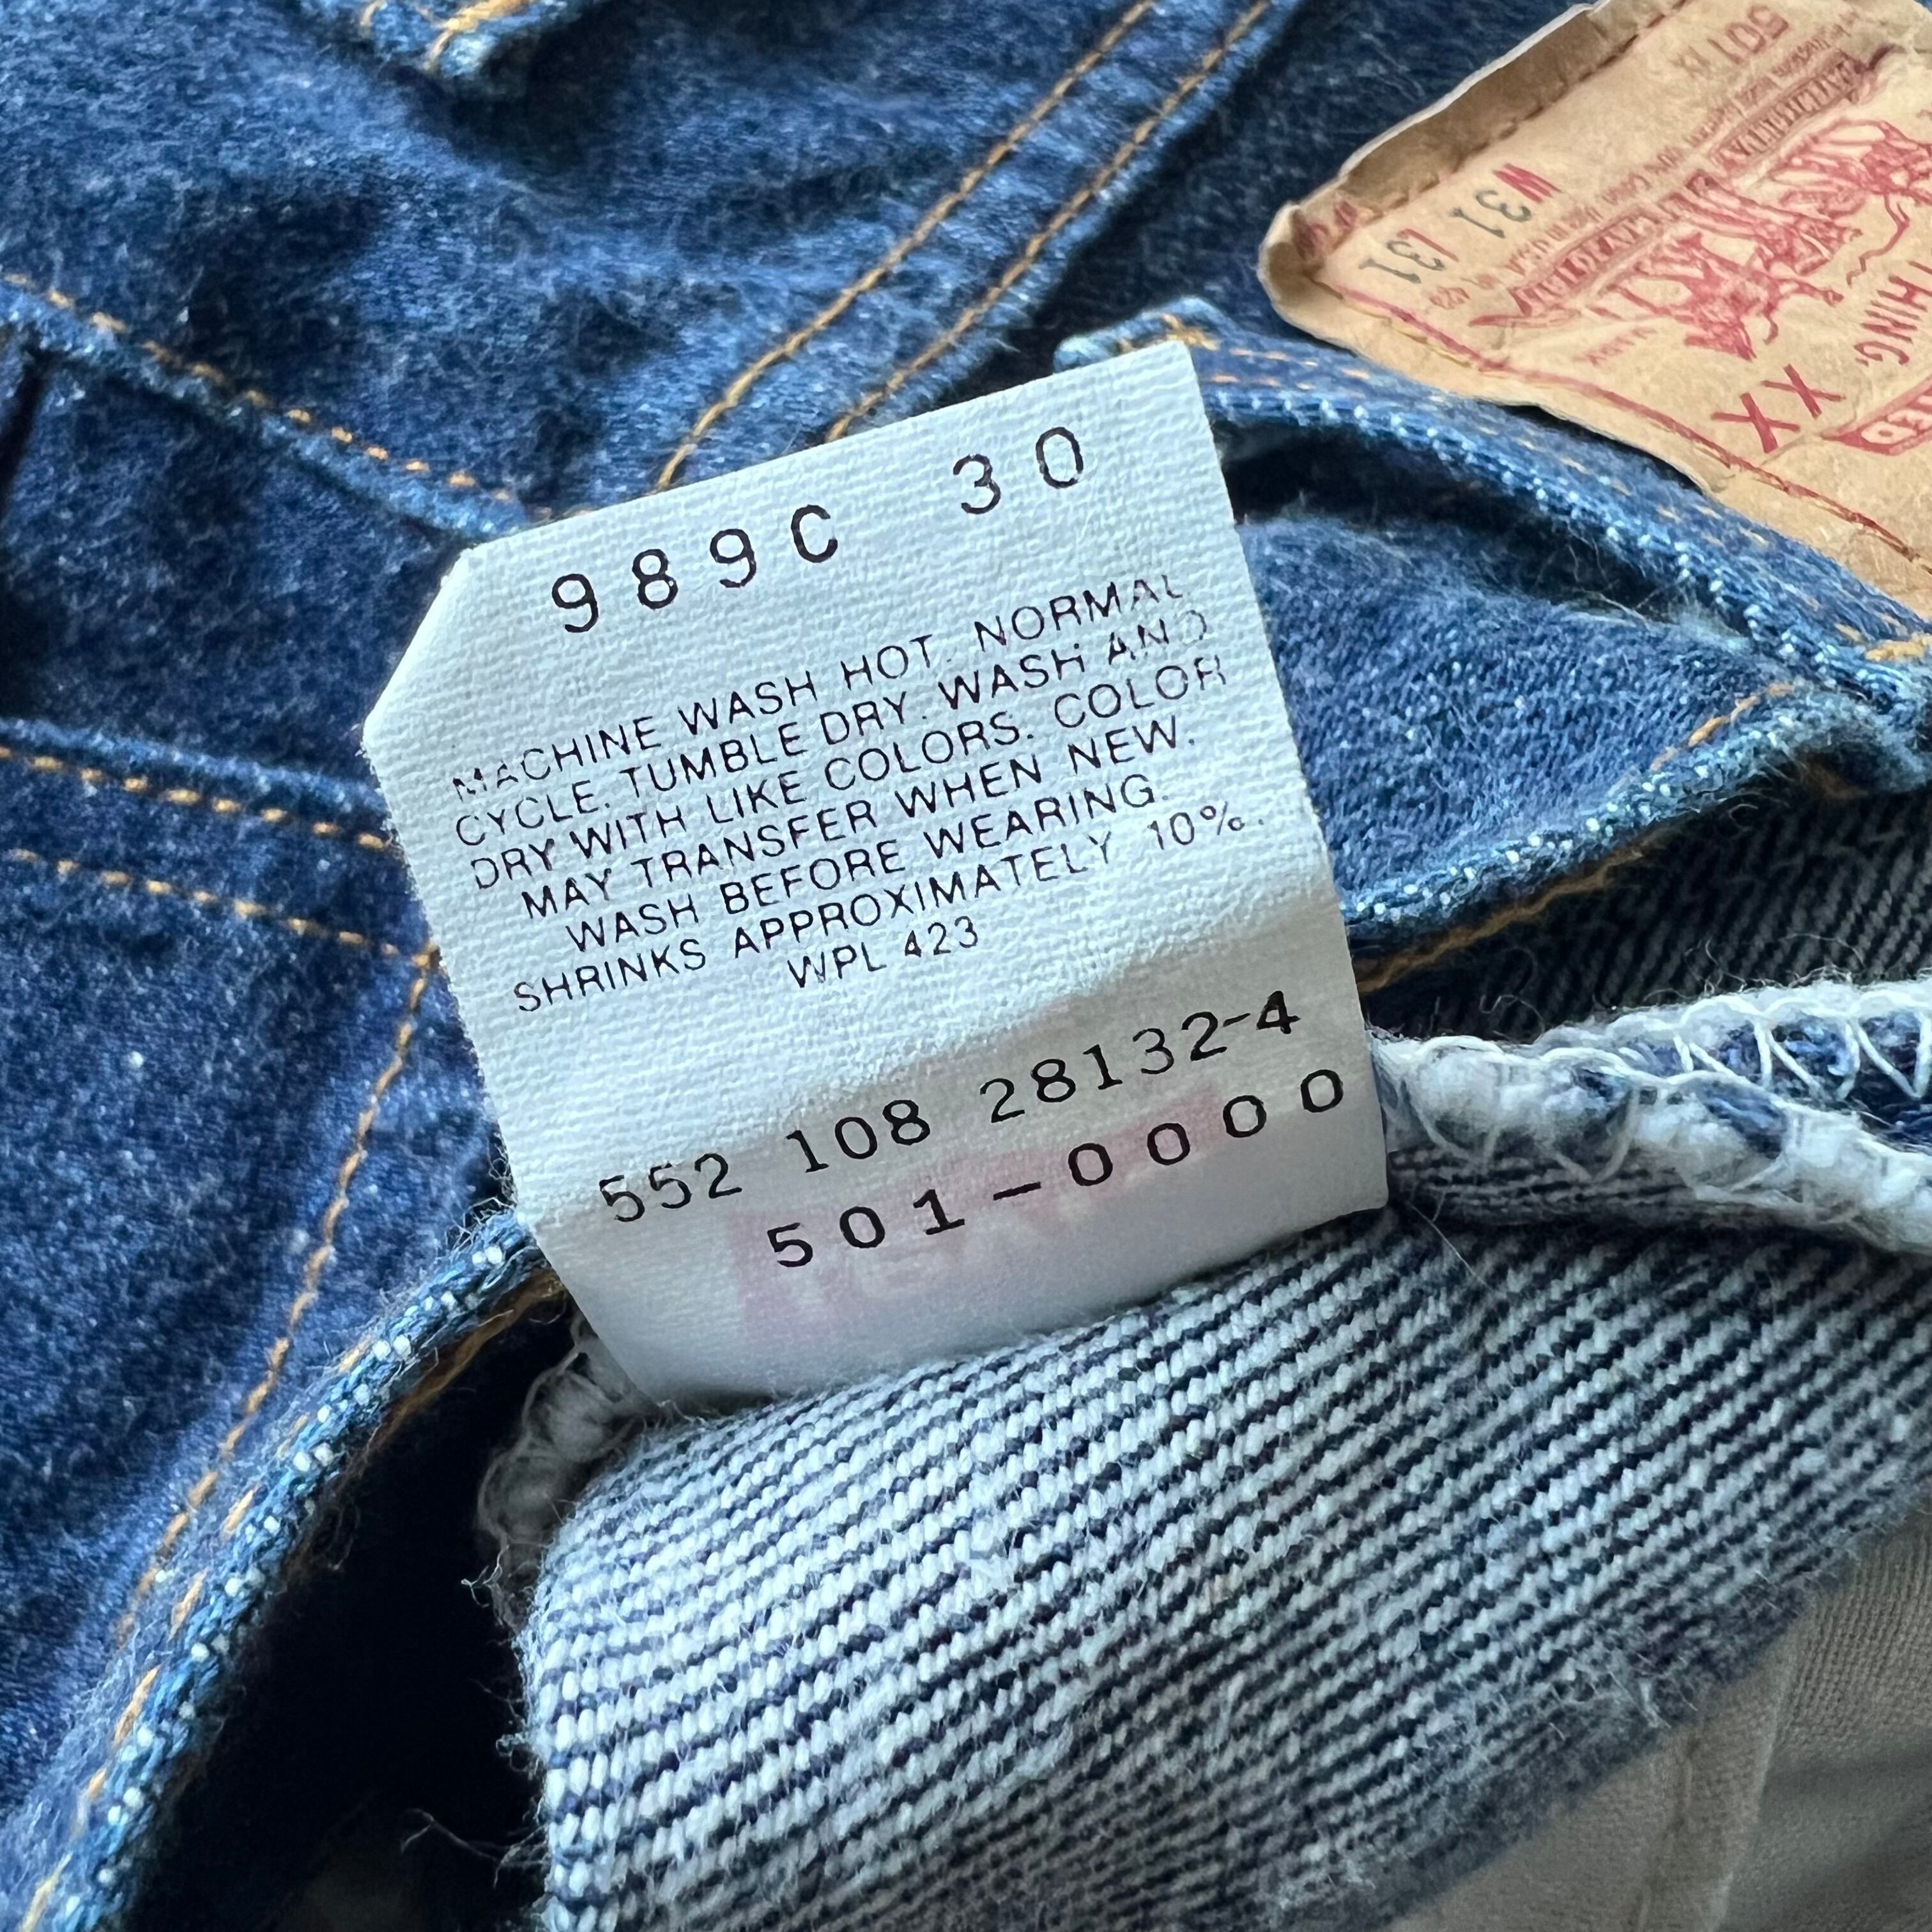 989C 30
MACHINE WASH HOT. NORMAL
CYCLE. TUMBLE DRY. WASH AND
DRY WITH LIKE COLORS. COLOR
MAY TRANSFER WHEN NEW.
WASH BEFORE WEARING.
SHRINKS APPROXIMATELY 10%.
WPL 423
552 108 28132-4
501-0000
XX
THING
W31 L31
501